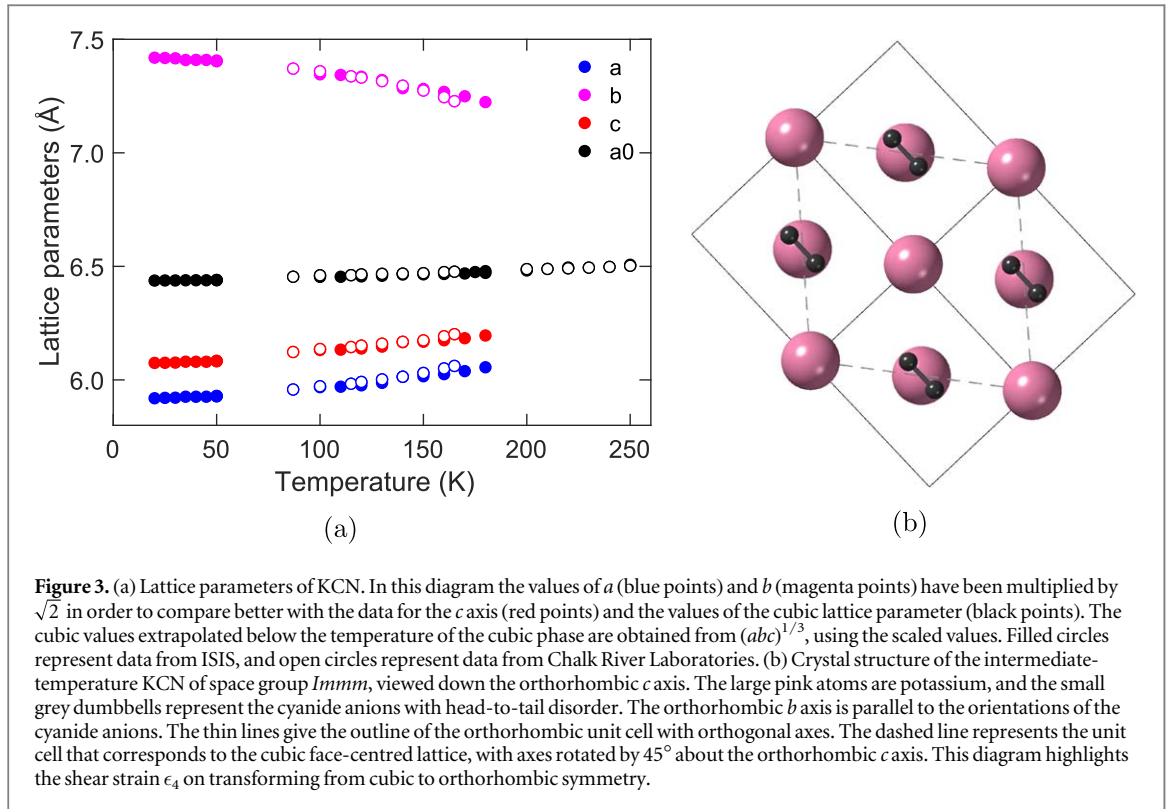 7.5
7.0
6.5
6.0
Lattice parameters (Å)
a
b
c
a0
0
50
100
150
200
250
Temperature (K)
(a)
(b)
Figure 3. (a) Lattice parameters of KCN. In this diagram the values of a (blue points) and b (magenta points) have been multiplied by
√2 in order to compare better with the data for the c axis (red points) and the values of the cubic lattice parameter (black points). The
cubic values extrapolated below the temperature of the cubic phase are obtained from (abc)^1/3, using the scaled values. Filled circles
represent data from ISIS, and open circles represent data from Chalk River Laboratories. (b) Crystal structure of the intermediate-
temperature KCN of space group Immm, viewed down the orthorhombic c axis. The large pink atoms are potassium, and the small
grey dumbbells represent the cyanide anions with head-to-tail disorder. The orthorhombic b axis is parallel to the orientations of the
cyanide anions. The thin lines give the outline of the orthorhombic unit cell with orthogonal axes. The dashed line represents the unit
cell that corresponds to the cubic face-centred lattice, with axes rotated by 45° about the orthorhombic c axis. This diagram highlights
the shear strain ϵ₄ on transforming from cubic to orthorhombic symmetry.